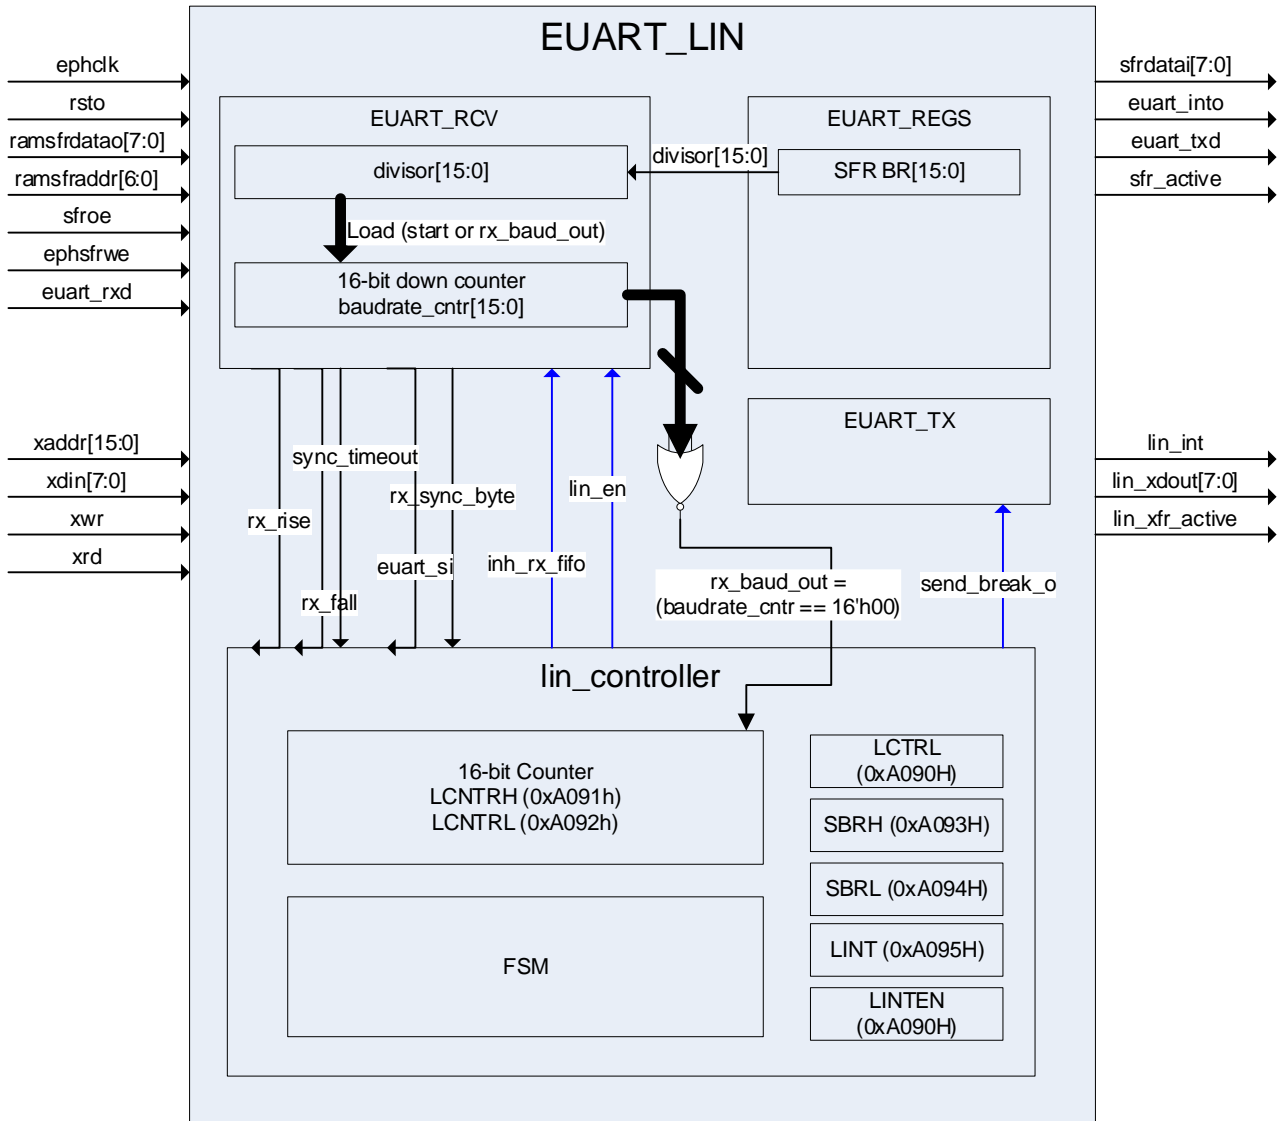 EUART_LIN
ephclk
rsto
ramsfrdatao[7:0]
ramsfraddr[6:0]
sfroe
ephsfrwe
euart_rxd
xaddr[15:0]
xdin[7:0]
xwr
xrd
EUART_RCV
divisor[15:0]
Load (start or rx_baud_out)
16-bit down counter
baudrate_cntr[15:0]
divisor[15:0]
EUART_REGS
SFR BR[15:0]
EUART_TX
sfrdatai[7:0]
euart_into
euart_txd
sfr_active
lin_int
lin_xdout[7:0]
lin_xfr_active
sync_timeout
rx_sync_byte
lin_en
rx_rise
euart_si
inh_rx_fifo
rx_fall
rx_baud_out =
(baudrate_cntr == 16'h00)
send_break_o
lin_controller
16-bit Counter
LCNTRH (0xA091h)
LCNTRL (0xA092h)
FSM
LCTRL
(0xA090H)
SBRH (0xA093H)
SBRL (0xA094H)
LINT (0xA095H)
LINTEN
(0xA090H)